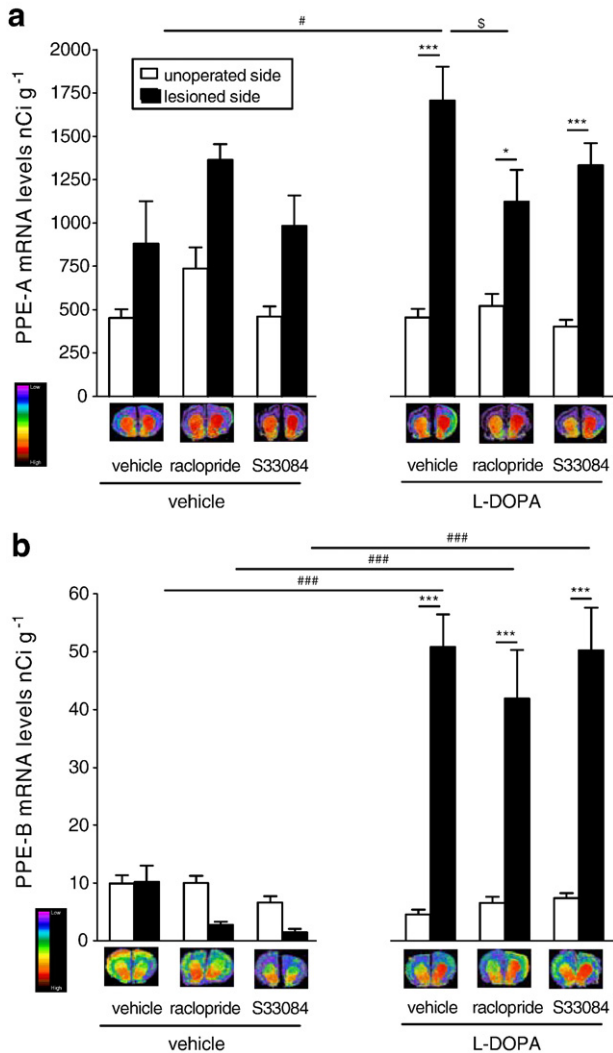 a
# $
2000 *** 
unoperated side
lesioned side
1750
1500 ***
1250 *
1000
750
500
250
0
PPE-A mRNA levels nCi g-1
Low
High
vehicle raclopride S33084 vehicle raclopride S33084
vehicle L-DOPA
b
###
###
###
60 *** *** ***
50
40
30
20
10
0
PPE-B mRNA levels nCi g-1
Low
High
vehicle raclopride S33084 vehicle raclopride S33084
vehicle L-DOPA